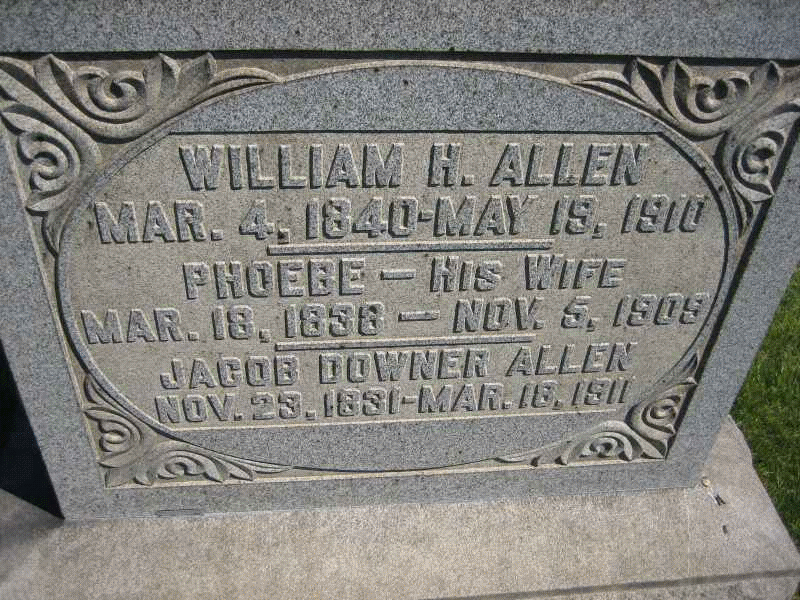 WILLIAM H. ALLEN
MAR. 4, 1840-MAY 19, 1910
PHOEBE — HIS WIFE
MAR. 18, 1838 — NOV. 5, 1909
JACOB DOWNER ALLEN
NOV. 23, 1831-MAR. 18, 1911